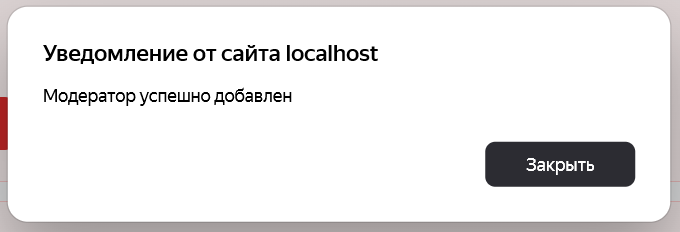 Уведомление от сайта localhost
Модератор успешно добавлен
Закрыть